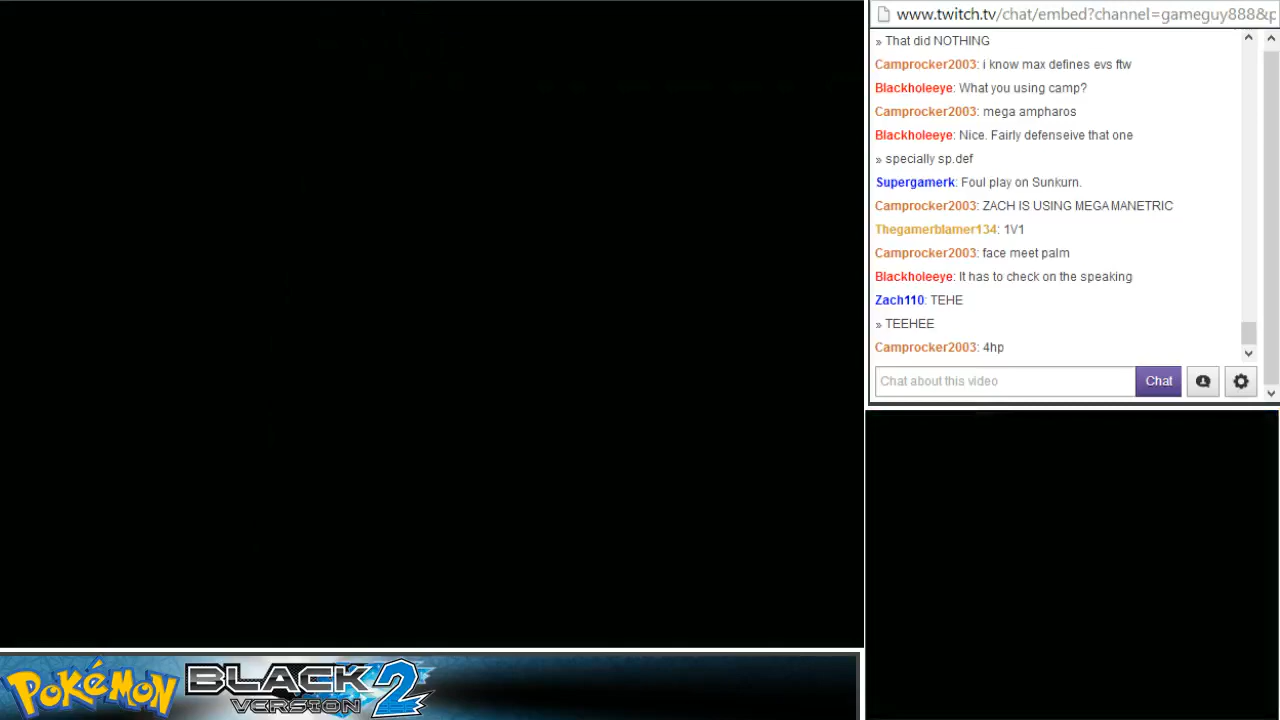 www.twitch.tv/chat/embed?channel=gameguy888&p
» That did NOTHING
Camprocker2003: i know max defines evs ftw
Blackholeeye: What you using camp?
Camprocker2003: mega ampharos
Blackholeeye: Nice. Fairly defenseive that one
» specially sp.def
Supergamerk: Foul play on Sunkurn.
Camprocker2003: ZACH IS USING MEGA MANETRIC
Thegamerblamer134: 1V1
Camprocker2003: face meet palm
Blackholeeye: It has to check on the speaking
Zach110: TEHE
» TEEHEE
Camprocker2003: 4hp
Chat about this video
Chat
POKéMON
BLACK 2
VERSION